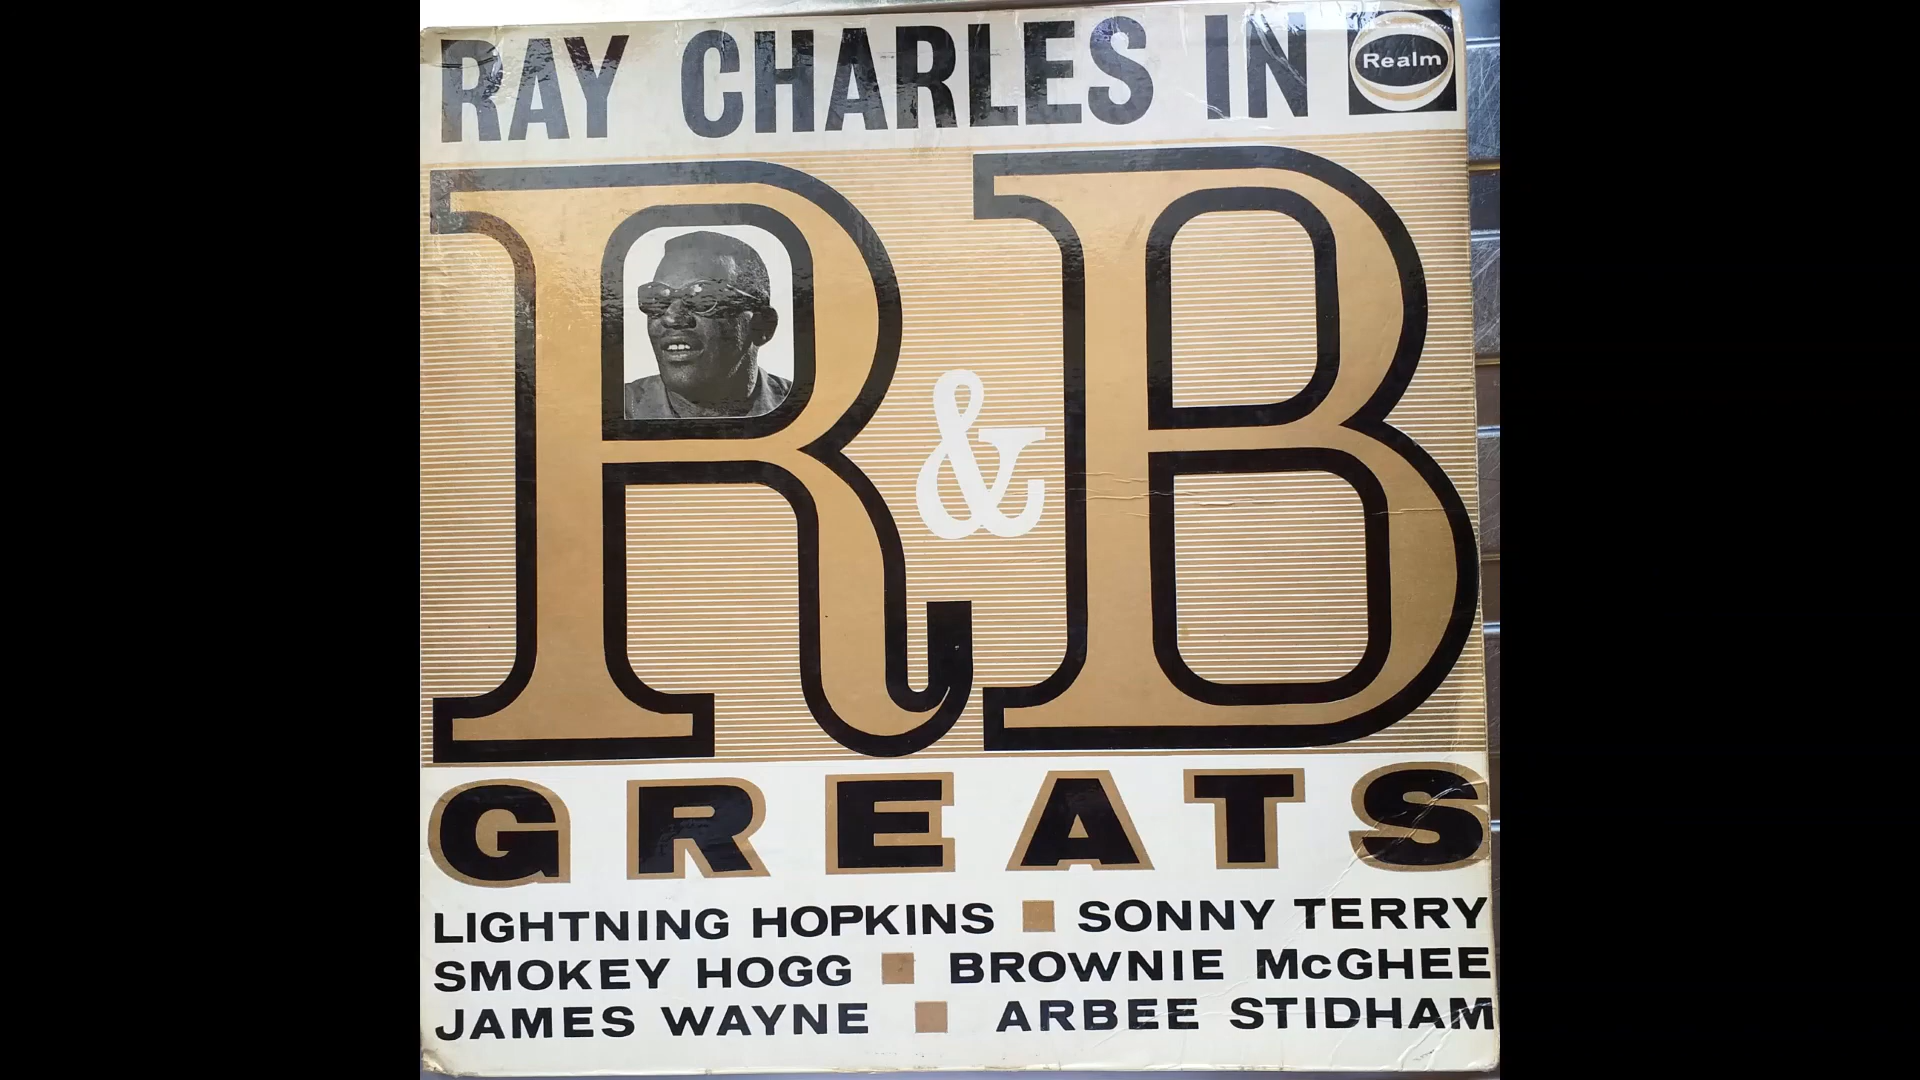 RAY CHARLES IN
Realm
R & B
GREATS
LIGHTNING HOPKINS ■ SONNY TERRY
SMOKEY HOGG ■ BROWNIE McGHEE
JAMES WAYNE ■ ARBEE STIDHAM